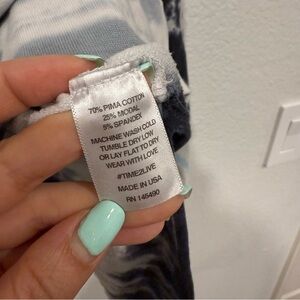 70% PIMA COTTON
25% MODAL
5% SPANDEX
MACHINE WASH COLD
TUMBLE DRY LOW
OR LAY FLAT TO DRY
WEAR WITH LOVE
#TIME2LIVE
MADE IN USA
RN 145490